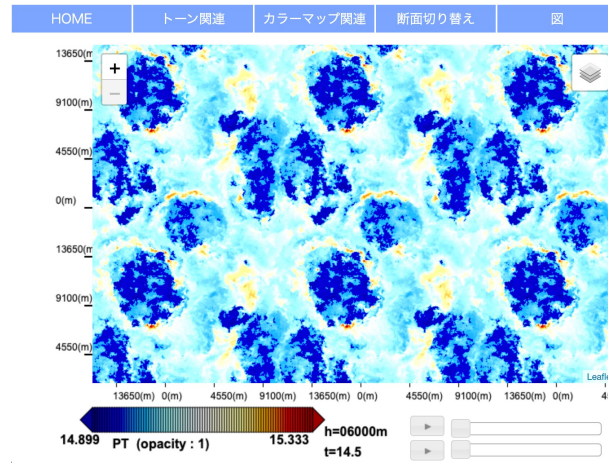 HOME トーン関連 カラーマップ関連 断面切り替え 図
13650(m
9100(m)
4550(m)
0(m)
13650(m
9100(m)
4550(m)
Leafle
13650(m) 0(m) 4550(m) 9100(m) 13650(m) 0(m) 4550(m) 9100(m) 13650(m) 0(m) 4
14.899 PT (opacity : 1) 15.333
h=06000m
t=14.5